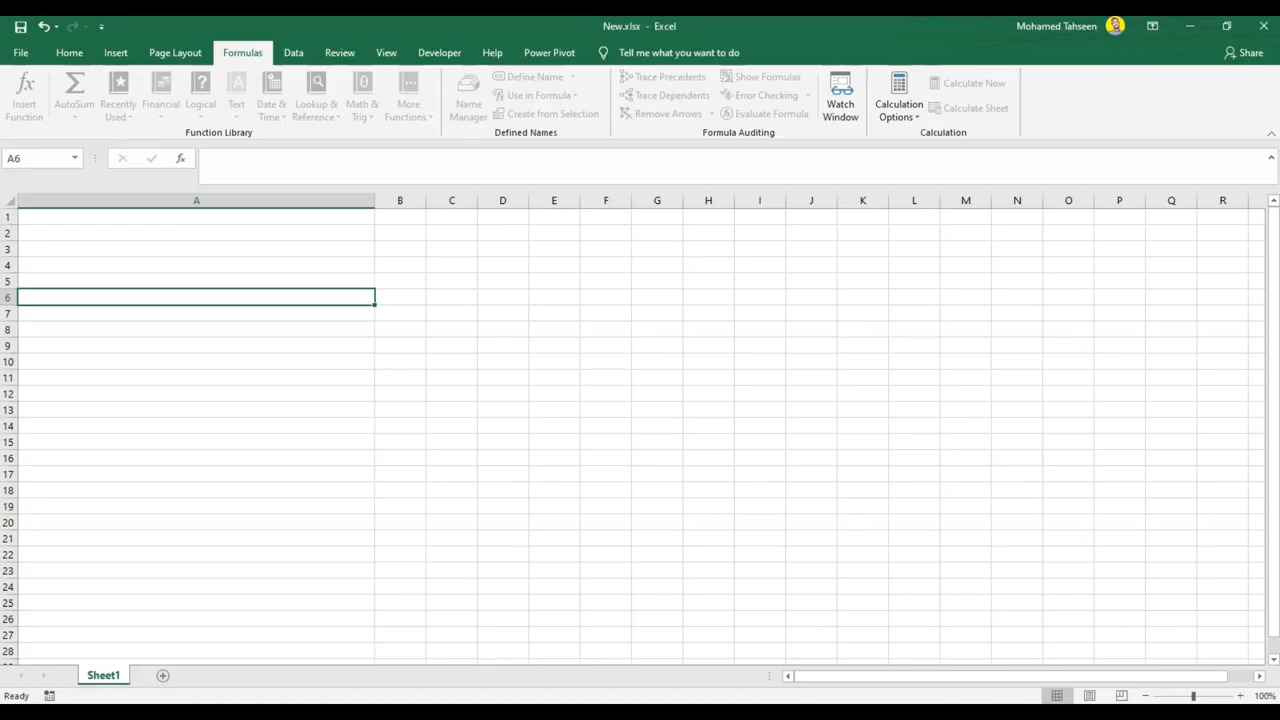 New.xlsx - Excel
Mohamed Tahseen
File Home Insert Page Layout Formulas Data Review View Developer Help Power Pivot Tell me what you want to do Share
Insert Function
AutoSum
Recently Used
Financial
Logical
Text
Date & Time
Lookup & Reference
Math & Trig
More Functions
Function Library
Name Manager
Define Name
Use in Formula
Create from Selection
Defined Names
Trace Precedents
Trace Dependents
Remove Arrows
Show Formulas
Error Checking
Evaluate Formula
Formula Auditing
Watch Window
Calculation Options
Calculate Now
Calculate Sheet
Calculation
A6
fx
A B C D E F G H I J K L M N O P Q R
1
2
3
4
5
6
7
8
9
10
11
12
13
14
15
16
17
18
19
20
21
22
23
24
25
26
27
28
Sheet1
Ready
100%